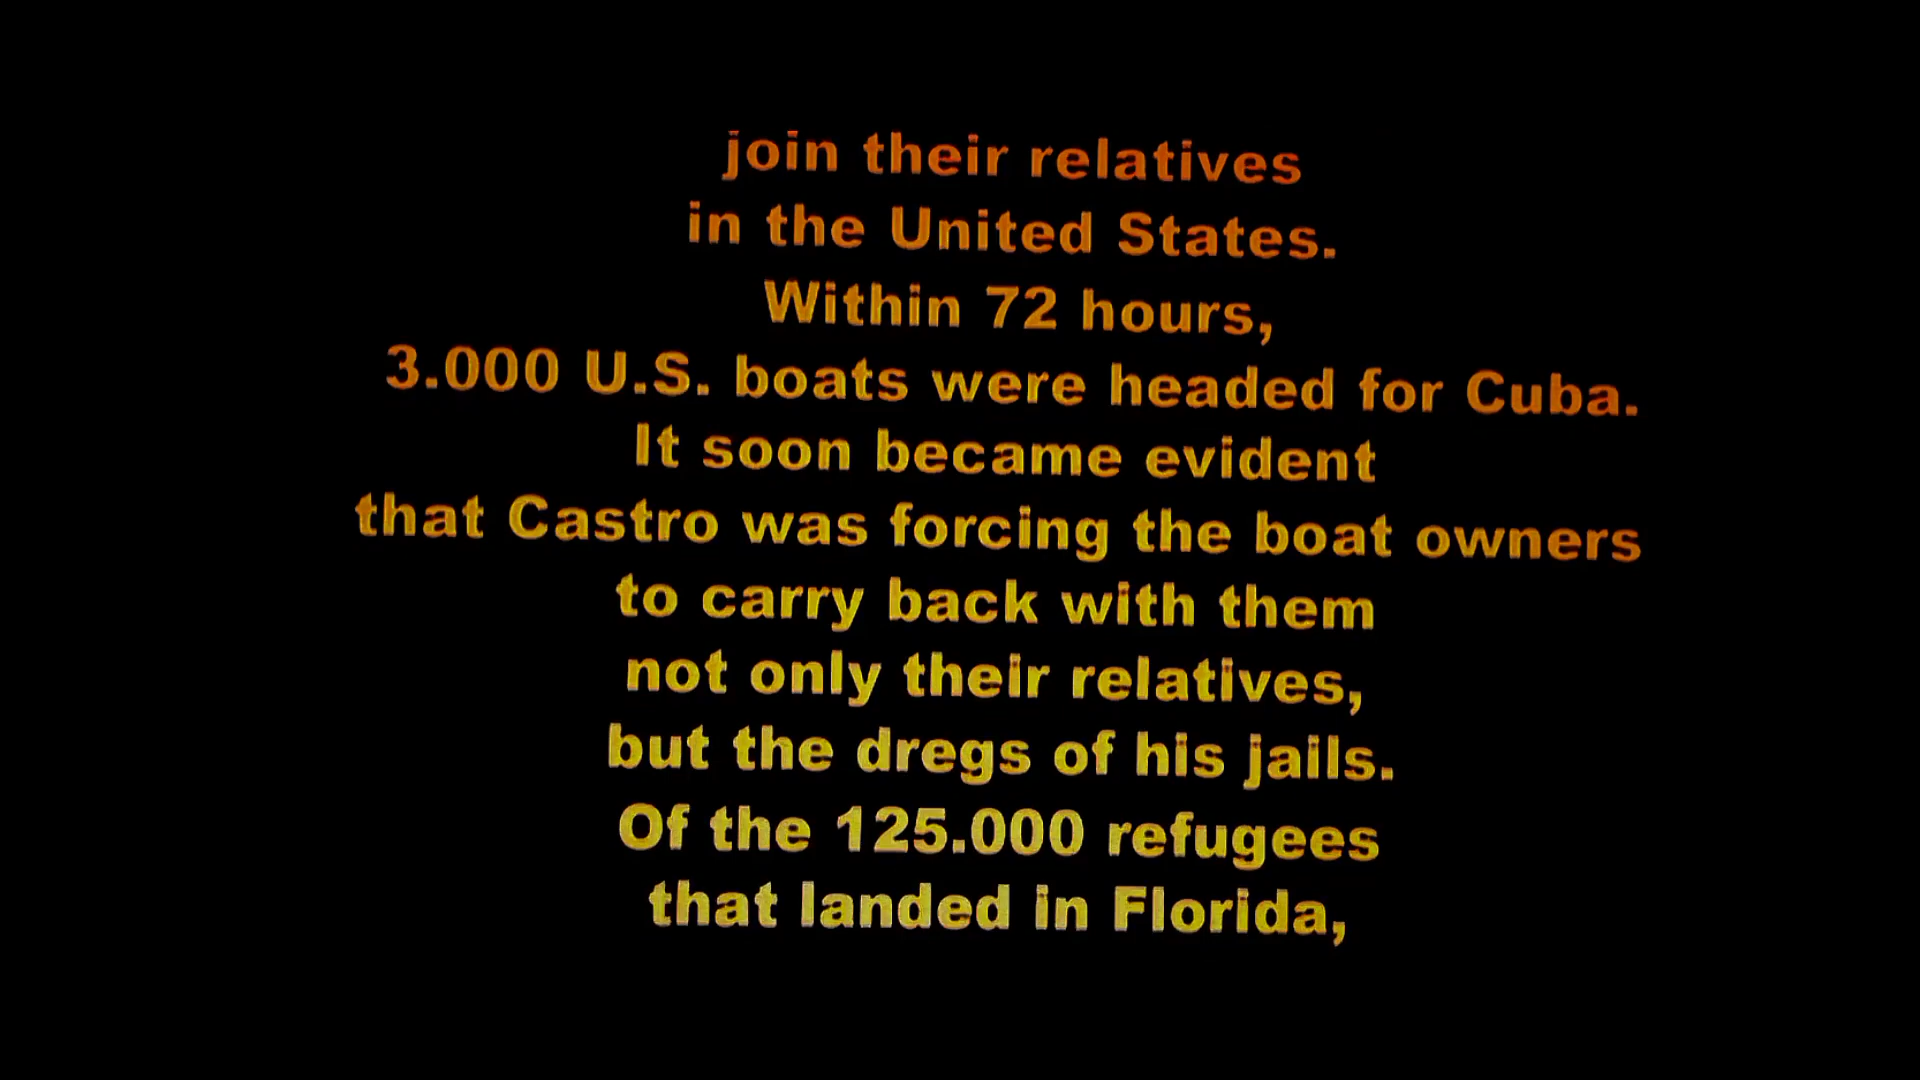 join their relatives
in the United States.
Within 72 hours,
3.000 U.S. boats were headed for Cuba.
It soon became evident
that Castro was forcing the boat owners
to carry back with them
not only their relatives,
but the dregs of his jails.
Of the 125.000 refugees
that landed in Florida,